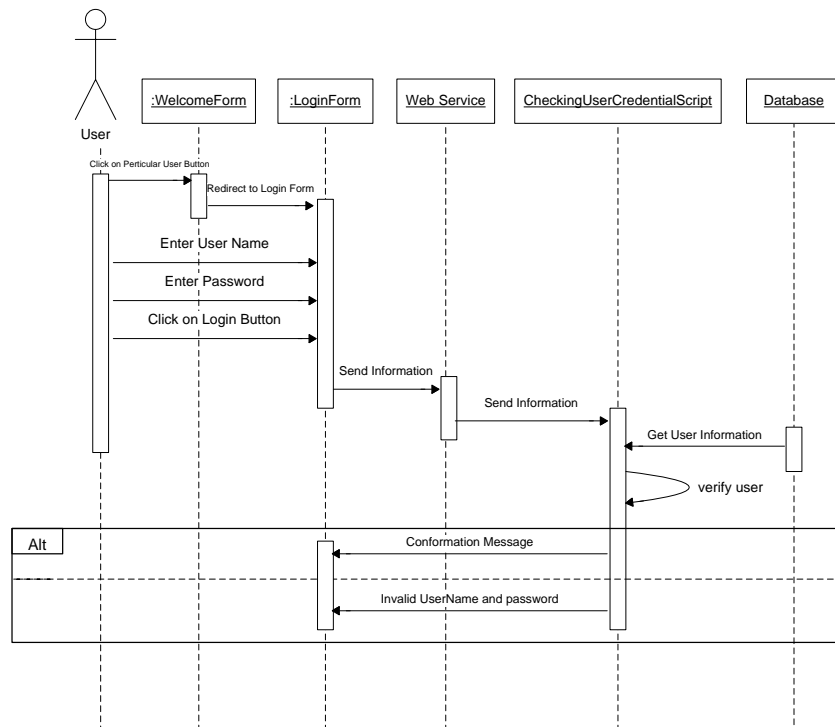 User
:WelcomeForm
:LoginForm
Web Service
CheckingUserCredentialScript
Database
Click on Perticular User Button
Redirect to Login Form
Enter User Name
Enter Password
Click on Login Button
Send Information
Send Information
Get User Information
verify user
Alt
Conformation Message
Invalid UserName and password